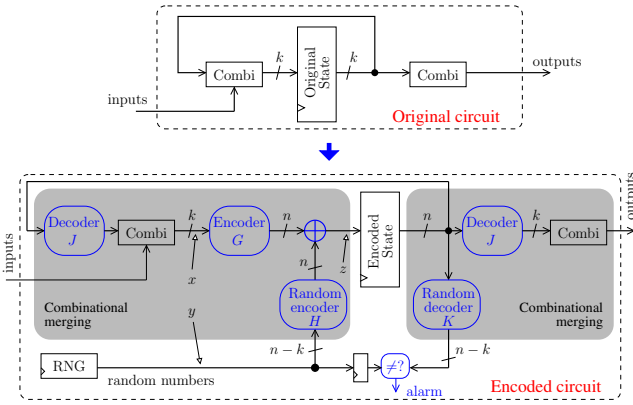 k
k
outputs
Combi
Original
State
Combi
inputs
Original circuit
outputs
Decoder
J
Combi
k
Encoder
G
n
n
z
Encoded
State
n
Decoder
J
k
Combi
inputs
x
y
Combinational
merging
Random
encoder
H
Random
decoder
K
Combinational
merging
n − k
n − k
RNG
random numbers
≠?
alarm
Encoded circuit